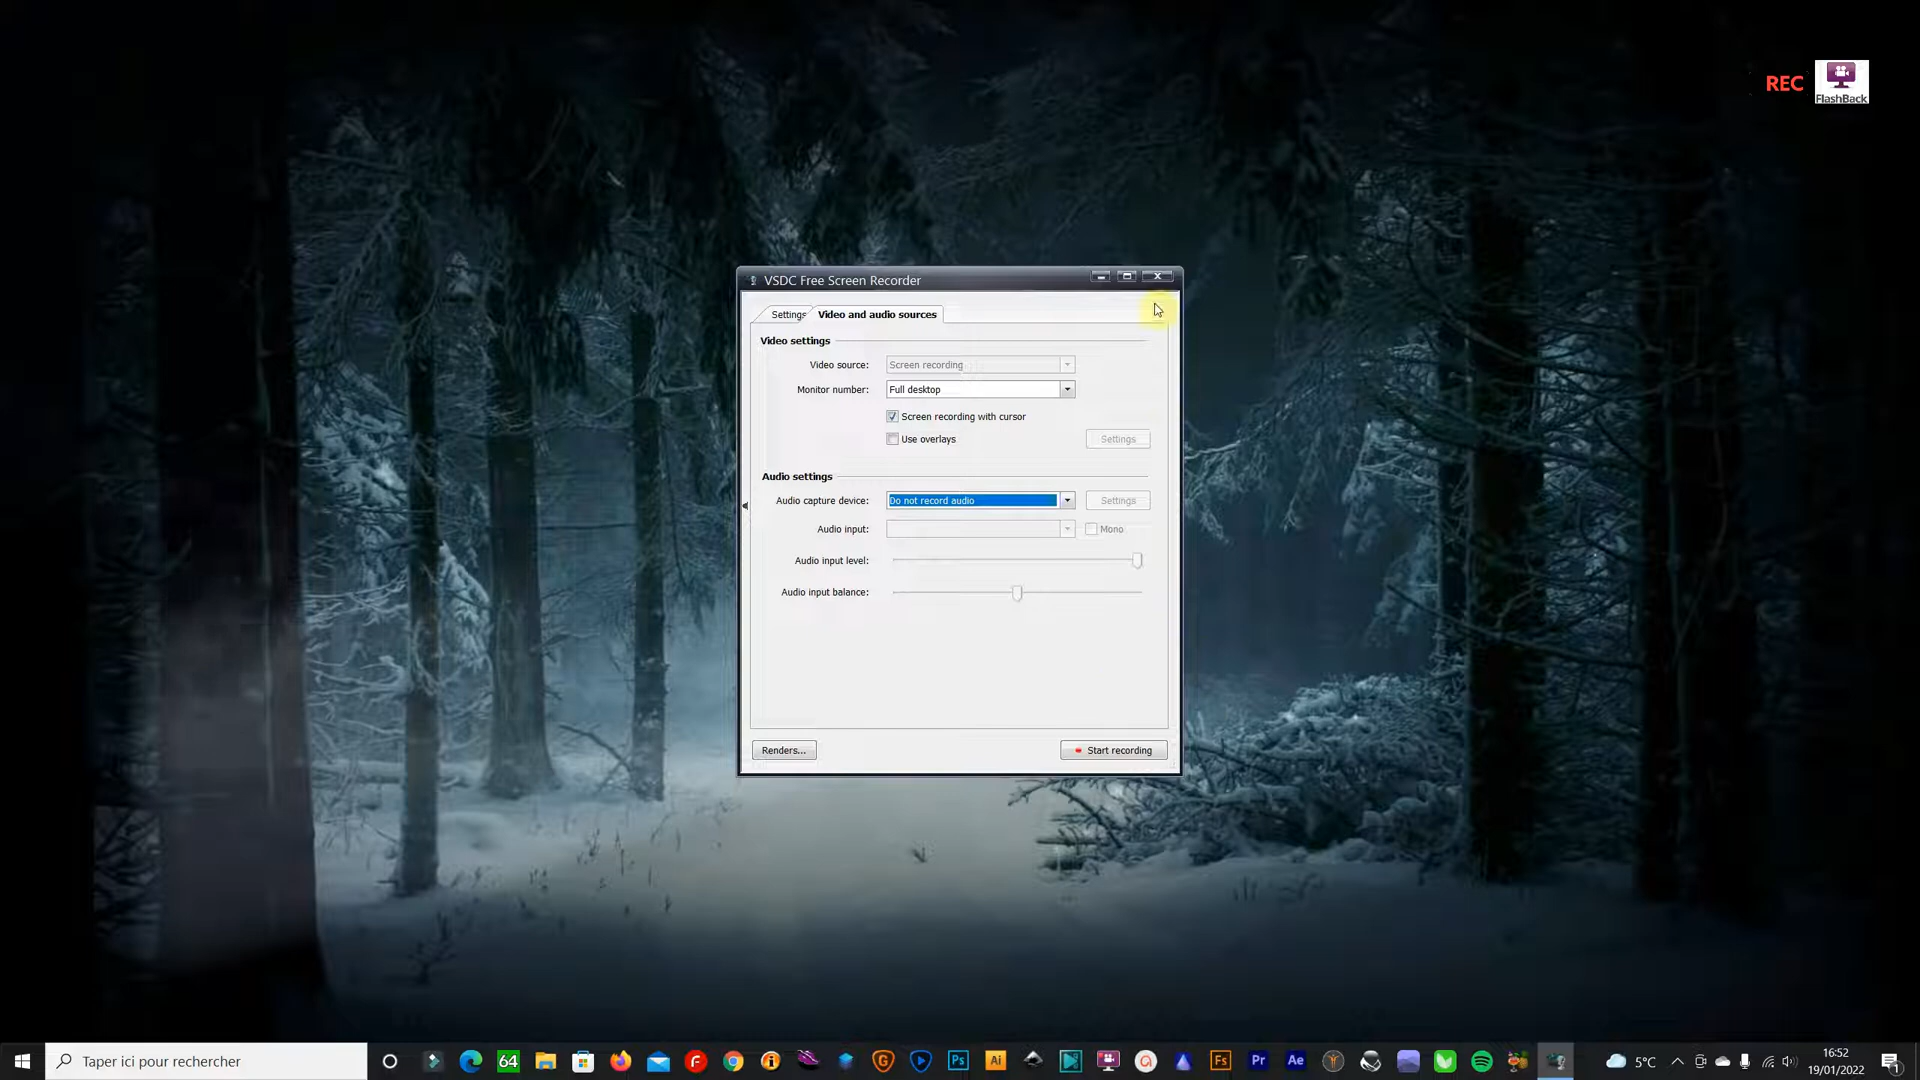 REC
FlashBack
VSDC Free Screen Recorder
Settings
Video and audio sources
Video settings
Video source: Screen recording
Monitor number: Full desktop
Screen recording with cursor
Use overlays Settings
Audio settings
Audio capture device: Do not record audio Settings
Audio input: Mono
Audio input level:
Audio input balance:
Renders...
Start recording
Taper ici pour rechercher
64
Ps
Ai
Fs
Pr
Ae
5°C
16:52
19/01/2022
1